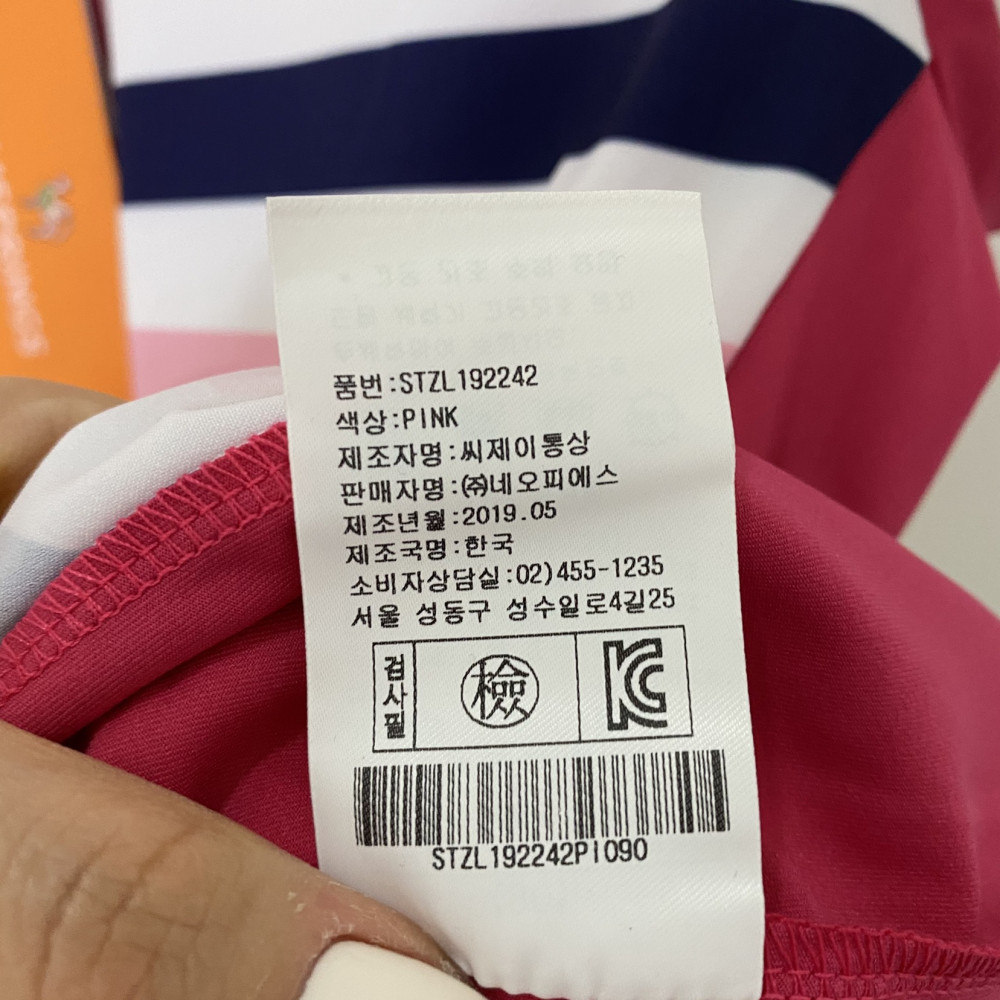 품번:STZL192242
색상:PINK
제조자명:씨제이통상
판매자명:㈜네오피에스
제조년월:2019.05
제조국명:한국
소비자상담실:02)455-1235
서울 성동구 성수일로4길25
검사필
檢
KC
STZL192242PI090